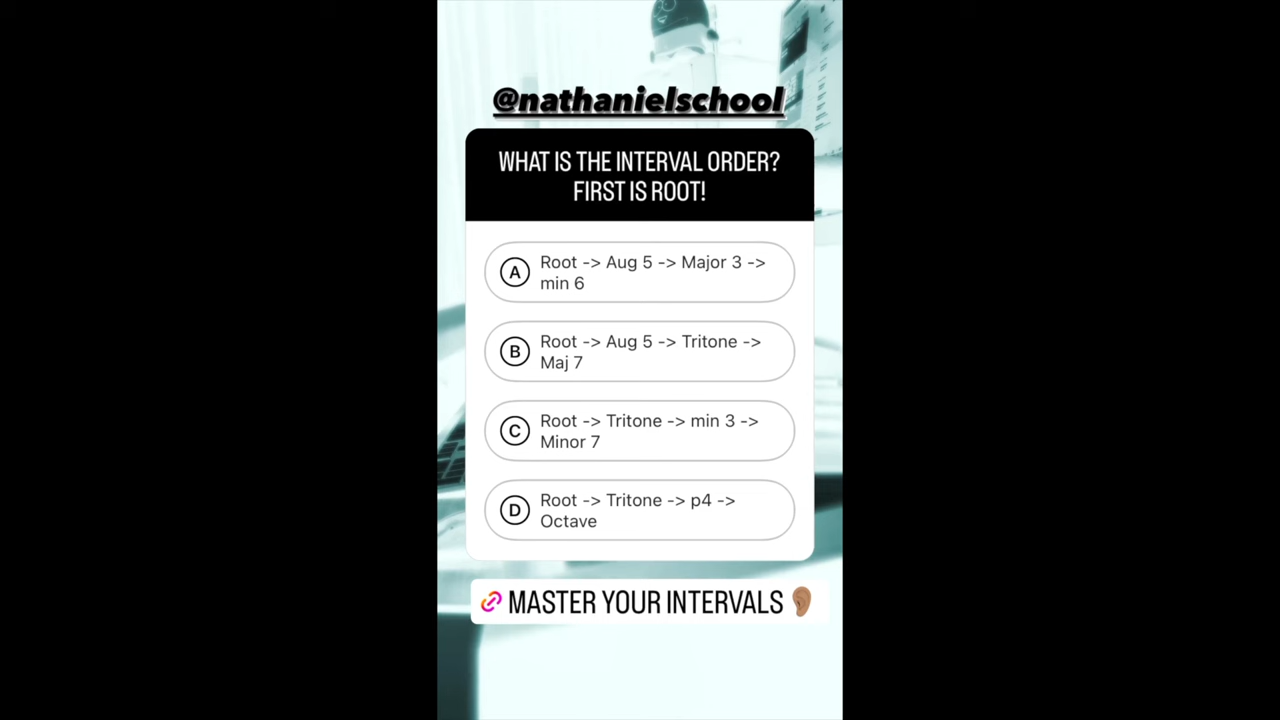 @nathanielschool
WHAT IS THE INTERVAL ORDER?
FIRST IS ROOT!
A Root -> Aug 5 -> Major 3 ->
min 6
B Root -> Aug 5 -> Tritone ->
Maj 7
C Root -> Tritone -> min 3 ->
Minor 7
D Root -> Tritone -> p4 ->
Octave
MASTER YOUR INTERVALS 👂🏽